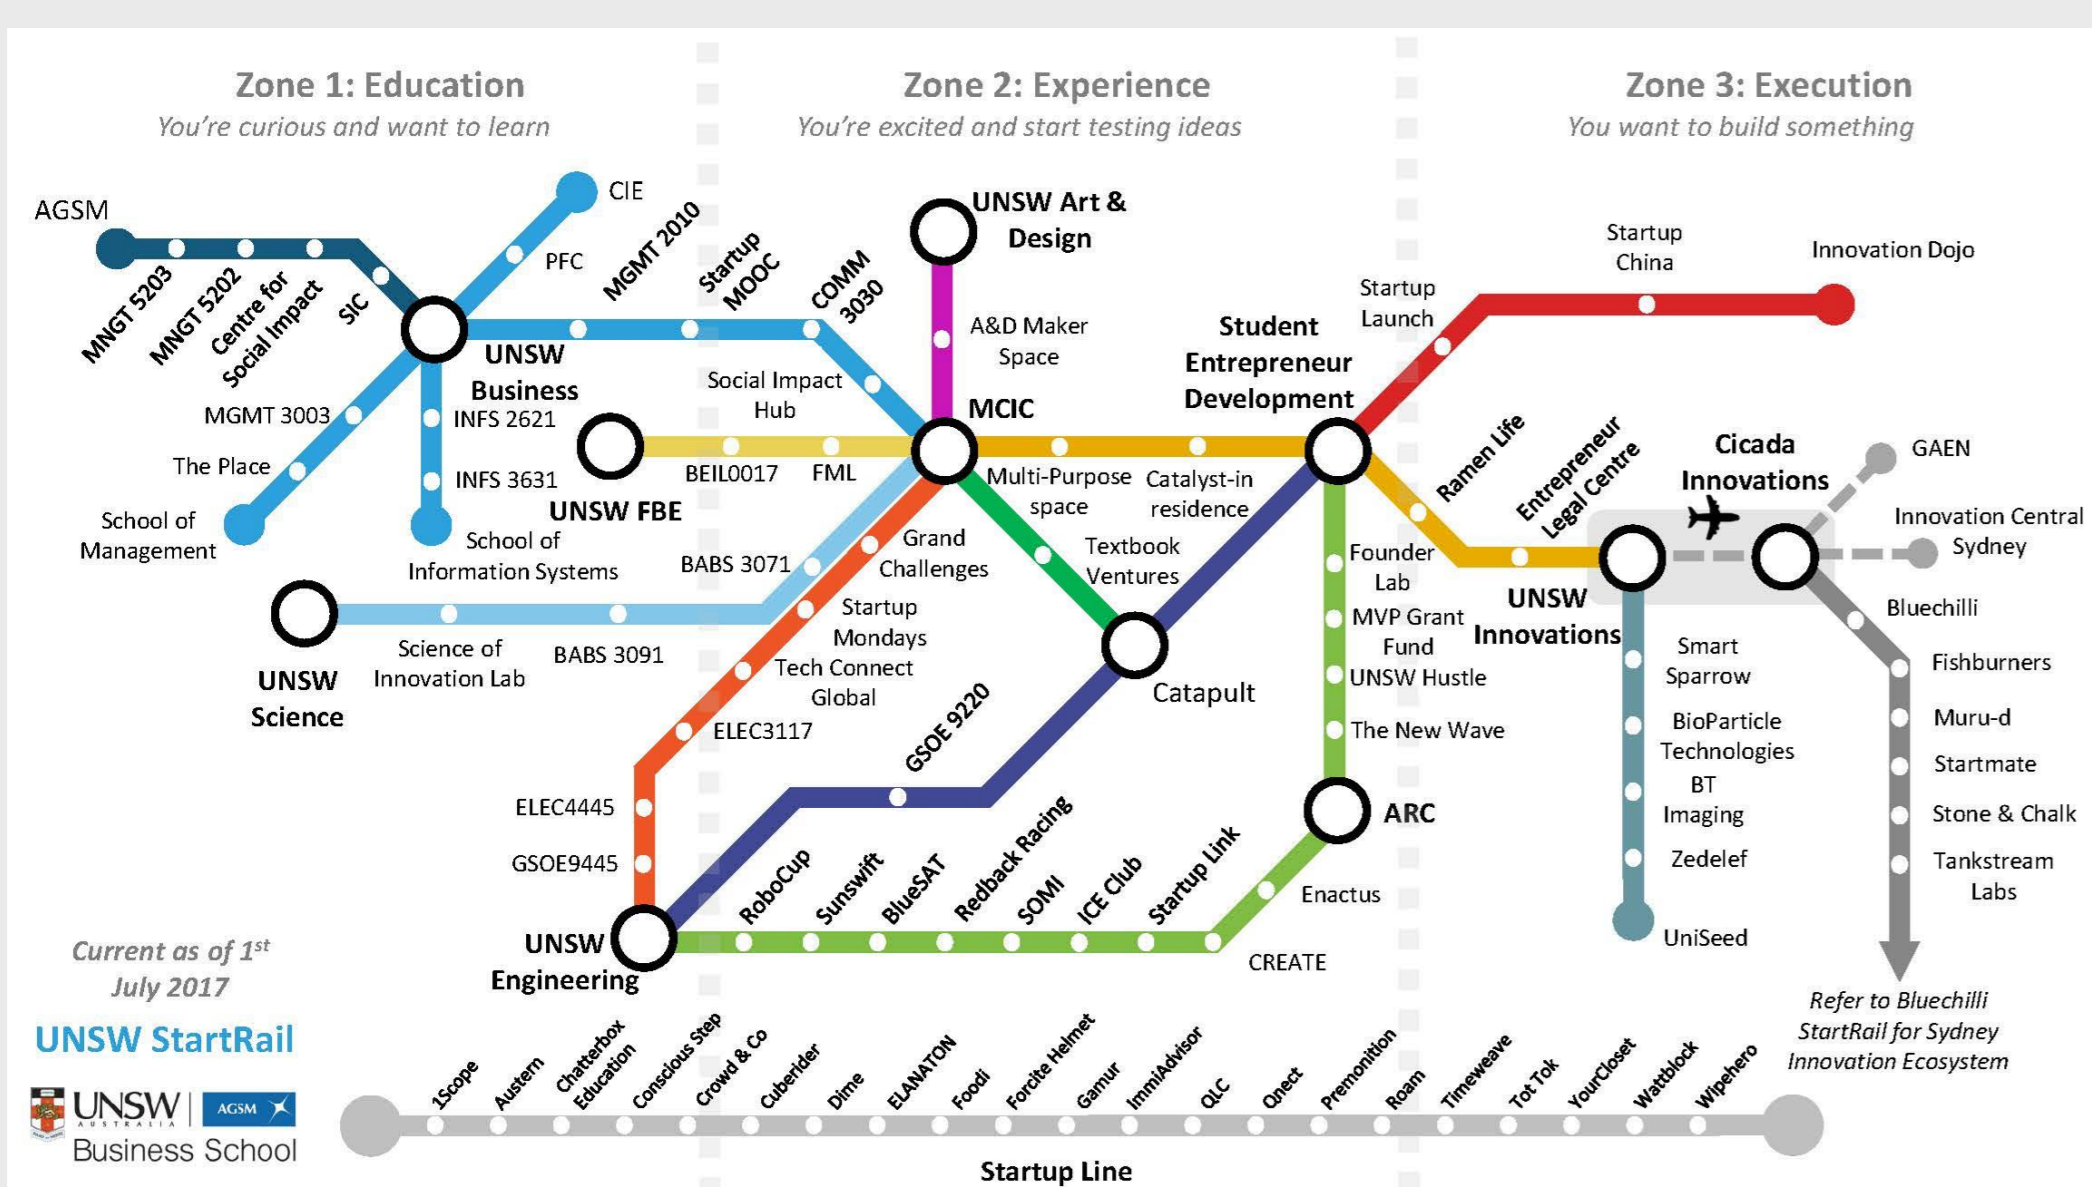 Zone 1: Education
You're curious and want to learn
Zone 2: Experience
You're excited and start testing ideas
Zone 3: Execution
You want to build something
AGSM
MNGT 5203
MNGT 5202
Centre for
Social Impact
SIC
CIE
PFC
MGMT 2010
Startup
MOOC
COMM
3030
UNSW
Business
MGMT 3003
The Place
School of
Management
INFS 2621
INFS 3631
School of
Information Systems
UNSW Art &
Design
A&D Maker
Space
Social Impact
Hub
MCIC
BEIL0017
FML
UNSW FBE
Multi-Purpose
space
Catalyst-in
residence
Student
Entrepreneur
Development
Startup
Launch
Startup
China
Innovation Dojo
Ramen Life
Entrepreneur
Legal Centre
Cicada
Innovations
GAEN
Innovation Central
Sydney
UNSW
Innovations
Bluechilli
Fishburners
Muru-d
Startmate
Stone & Chalk
Tankstream
Labs
Refer to Bluechilli
StartRail for Sydney
Innovation Ecosystem
Smart
Sparrow
BioParticle
Technologies
BT
Imaging
Zedelef
UniSeed
BABS 3071
Grand
Challenges
Textbook
Ventures
Founder
Lab
MVP Grant
Fund
UNSW Hustle
The New Wave
ARC
Science of
Innovation Lab
BABS 3091
UNSW
Science
Startup
Mondays
Tech Connect
Global
ELEC3117
Catapult
GSOE 9220
ELEC4445
GSOE9445
UNSW
Engineering
RoboCup
Sunswift
BlueSAT
Redback Racing
SOMI
ICE Club
Startup Link
CREATE
Enactus
Current as of 1st
July 2017
UNSW StartRail
UNSW
AUSTRALIA
AGSM
Business School
1Scope
Austern
Chatterbox
Education
Conscious Step
Crowd & Co
Cuberider
Dime
ELANATON
Foodi
Forcite Helmet
Gamur
ImmiAdvisor
QLC
Qnect
Premonition
Roam
Timeweave
Tot Tok
YourCloset
Wattblock
Wipehero
Startup Line